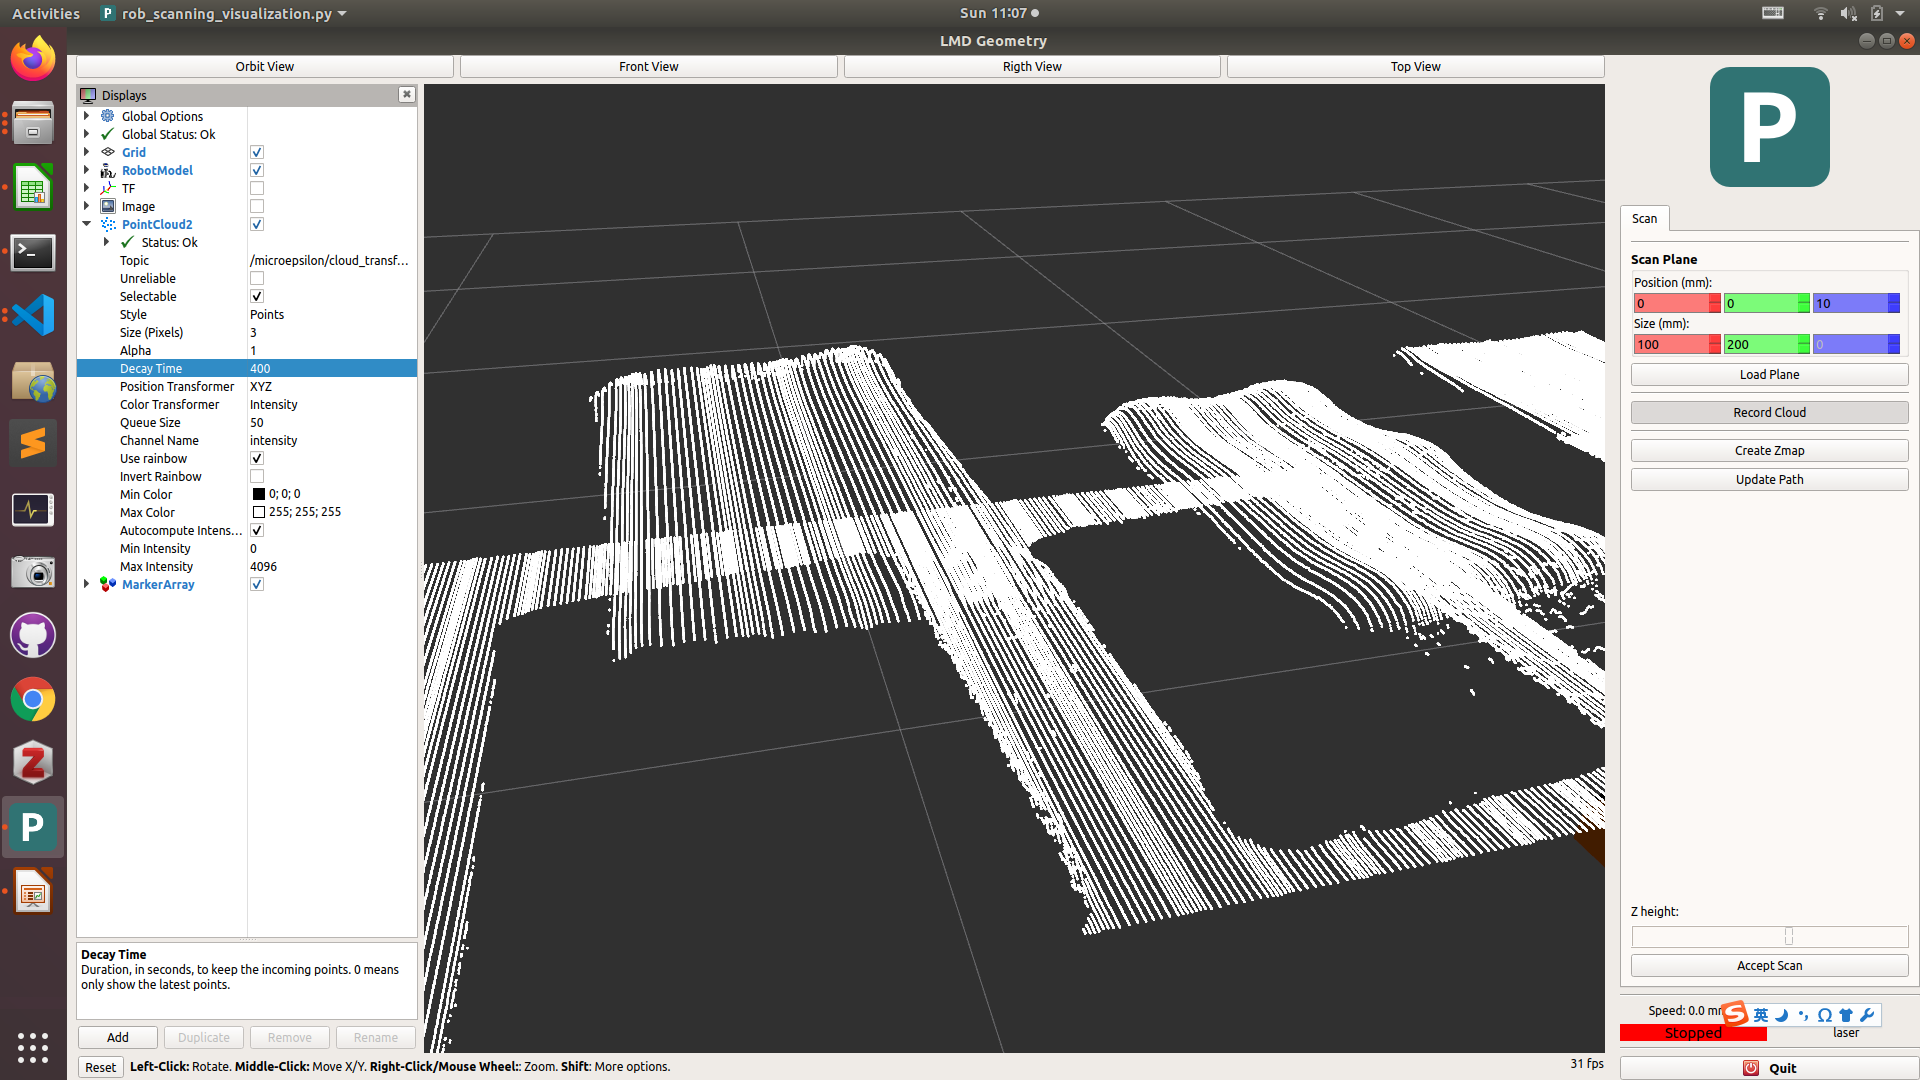 Activities
P rob_scanning_visualization.py
Sun 11:07
LMD Geometry
Orbit View
Front View
Rigth View
Top View
Displays
Global Options
Global Status: Ok
Grid
RobotModel
TF
Image
PointCloud2
Status: Ok
Topic /microepsilon/cloud_transf...
Unreliable
Selectable
Style Points
Size (Pixels) 3
Alpha 1
Decay Time 400
Position Transformer XYZ
Color Transformer Intensity
Queue Size 50
Channel Name intensity
Use rainbow
Invert Rainbow
Min Color 0; 0; 0
Max Color 255; 255; 255
Autocompute Intens...
Min Intensity 0
Max Intensity 4096
MarkerArray
Decay Time
Duration, in seconds, to keep the incoming points. 0 means
only show the latest points.
Add
Duplicate
Remove
Rename
Reset
Left-Click: Rotate. Middle-Click: Move X/Y. Right-Click/Mouse Wheel:: Zoom. Shift: More options.
31 fps
P
Scan
Scan Plane
Position (mm):
0 0 10
Size (mm):
100 200 0
Load Plane
Record Cloud
Create Zmap
Update Path
Z height:
Accept Scan
Speed: 0.0
S 英
Stopped
laser
Quit
Z
P